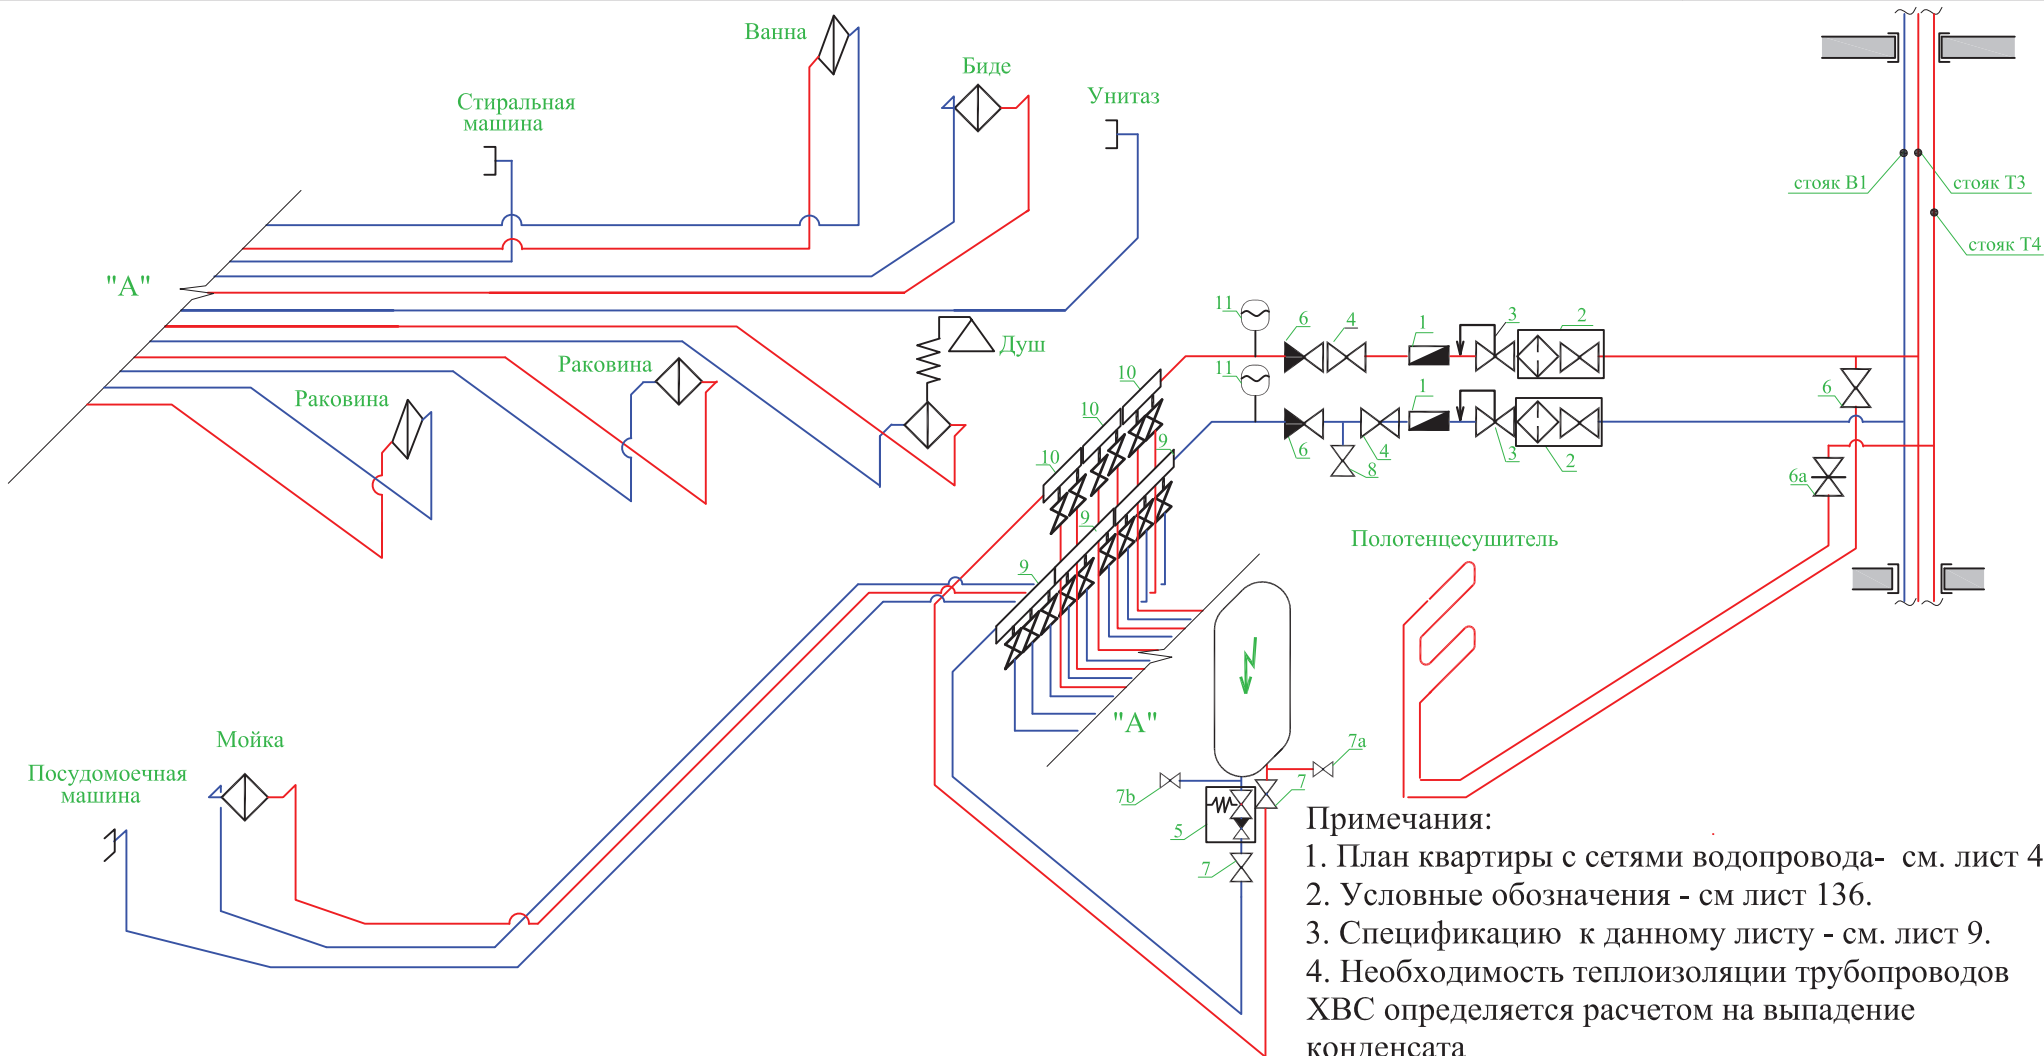 Ванна
Биде
Унитаз
Стиральная
машина
стояк В1
стояк Т3
стояк Т4
"А"
Душ
Раковина
Раковина
11
6
4
1
3
2
11
1
6
8
4
3
2
6
6а
10
10
10
9
9
9
Полотенцесушитель
"А"
7а
7b
7
5
7
Мойка
Посудомоечная
машина
Примечания:
1. План квартиры с сетями водопровода- см. лист 4
2. Условные обозначения - см лист 136.
3. Спецификацию к данному листу - см. лист 9.
4. Необходимость теплоизоляции трубопроводов
ХВС определяется расчетом на выпадение
конденсата